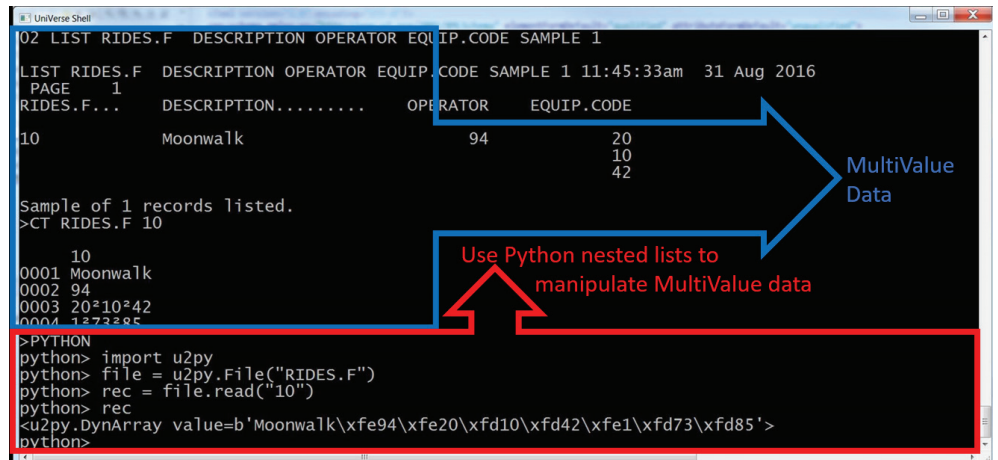 UniVerse Shell
02 LIST RIDES.F  DESCRIPTION OPERATOR EQUIP.CODE SAMPLE 1
LIST RIDES.F  DESCRIPTION OPERATOR EQUIP.CODE SAMPLE 1 11:45:33am  31 Aug 2016
PAGE    1
RIDES.F...    DESCRIPTION.........    OPERATOR    EQUIP.CODE
10            Moonwalk                      94            20
10
42
MultiValue
Data
Sample of 1 records listed.
>CT RIDES.F 10
10
0001 Moonwalk
0002 94
0003 20²10²42
0004 1²73²85
Use Python nested lists to
manipulate MultiValue data
>PYTHON
python> import u2py
python> file = u2py.File("RIDES.F")
python> rec = file.read("10")
python> rec
<u2py.DynArray value=b'Moonwalk\xfe94\xfe20\xfd10\xfd42\xfe1\xfd73\xfd85'>
python>